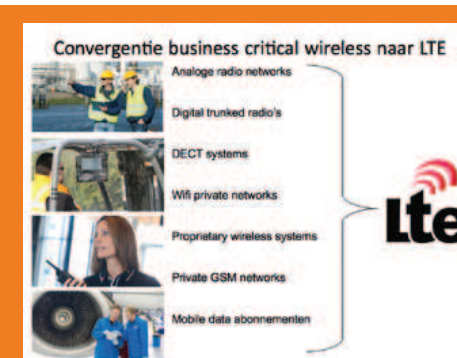 Convergentie business critical wireless naar LTE
Analoge radio networks
Digital trunked radio's
DECT systems
Wifi private networks
Proprietary wireless systems
Private GSM networks
Mobile data abonnementen
Lte